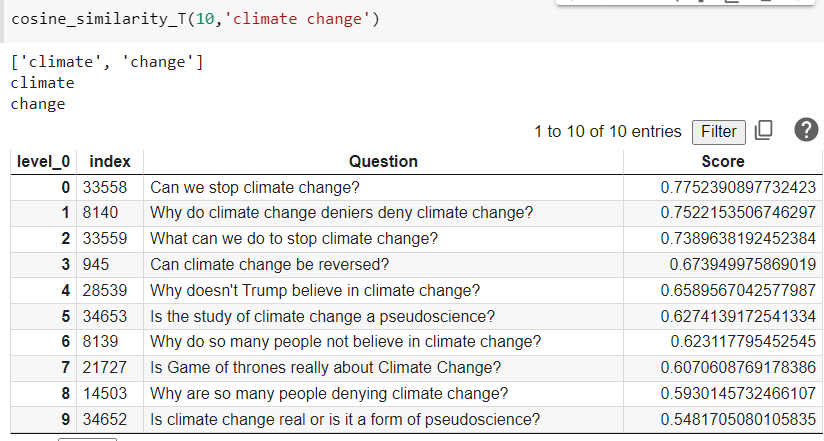 cosine_similarity_T(10,'climate change')
['climate', 'change']
climate
change
1 to 10 of 10 entries Filter
level_0 index Question Score
0 33558 Can we stop climate change? 0.7752390897732423
1 8140 Why do climate change deniers deny climate change? 0.7522153506746297
2 33559 What can we do to stop climate change? 0.7389638192452384
3 945 Can climate change be reversed? 0.673949975869019
4 28539 Why doesn't Trump believe in climate change? 0.6589567042577987
5 34653 Is the study of climate change a pseudoscience? 0.6274139172541334
6 8139 Why do so many people not believe in climate change? 0.623117795452545
7 21727 Is Game of thrones really about Climate Change? 0.6070608769178386
8 14503 Why are so many people denying climate change? 0.5930145732466107
9 34652 Is climate change real or is it a form of pseudoscience? 0.5481705080105835